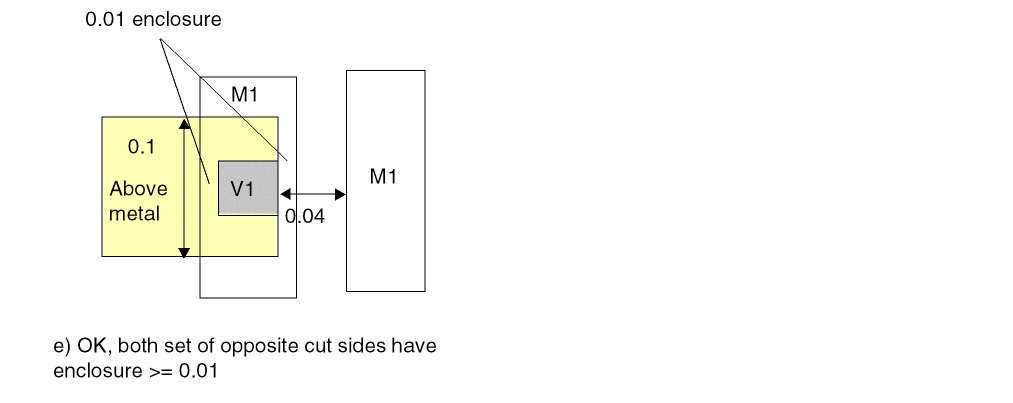 0.01 enclosure
M1
0.1
Above
metal
V1
M1
0.04
e) OK, both set of opposite cut sides have
enclosure >= 0.01